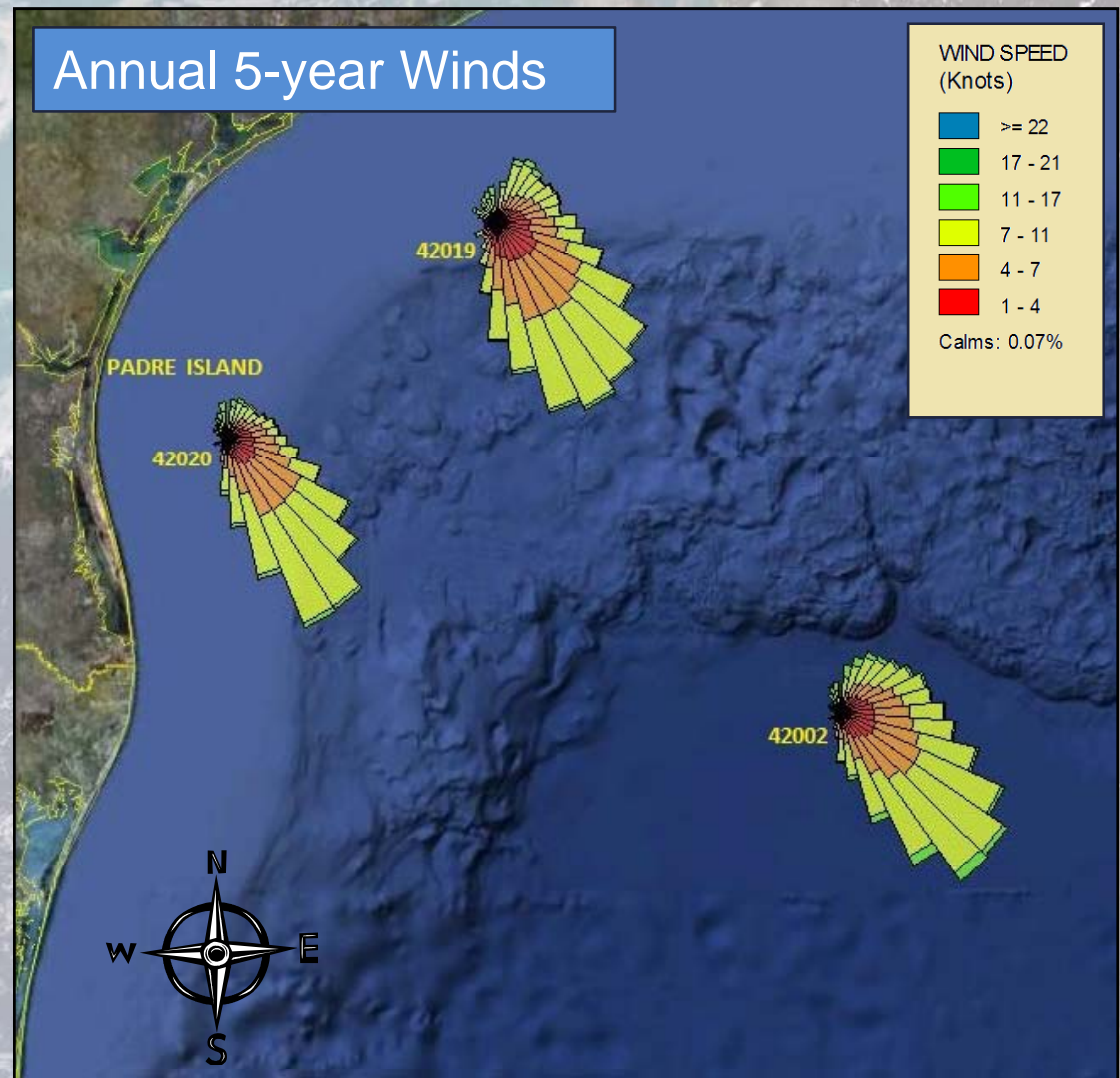 Annual 5-year Winds
WIND SPEED
(Knots)
>= 22
17 - 21
11 - 17
7 - 11
4 - 7
1 - 4
Calms: 0.07%
42019
PADRE ISLAND
42020
42002
N
W E
S